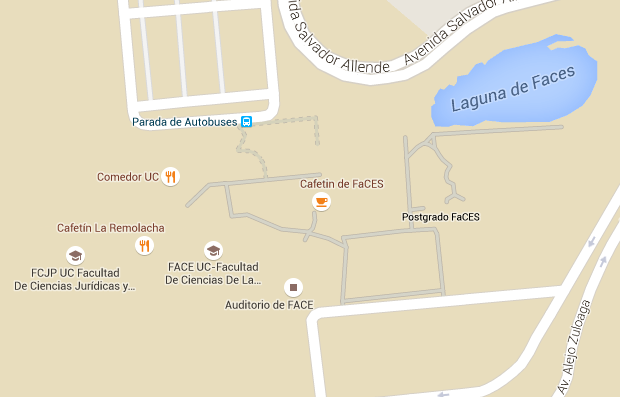 Avenida Salvador Allende
Avenida Salvador Allende
Laguna de Faces
Parada de Autobuses
Comedor UC
Cafetin de FaCES
Postgrado FaCES
Cafetín La Remolacha
FCJP UC Facultad
De Ciencias Jurídicas y...
FACE UC-Facultad
De Ciencias De La...
Auditorio de FACE
Av. Alejo Zuloaga